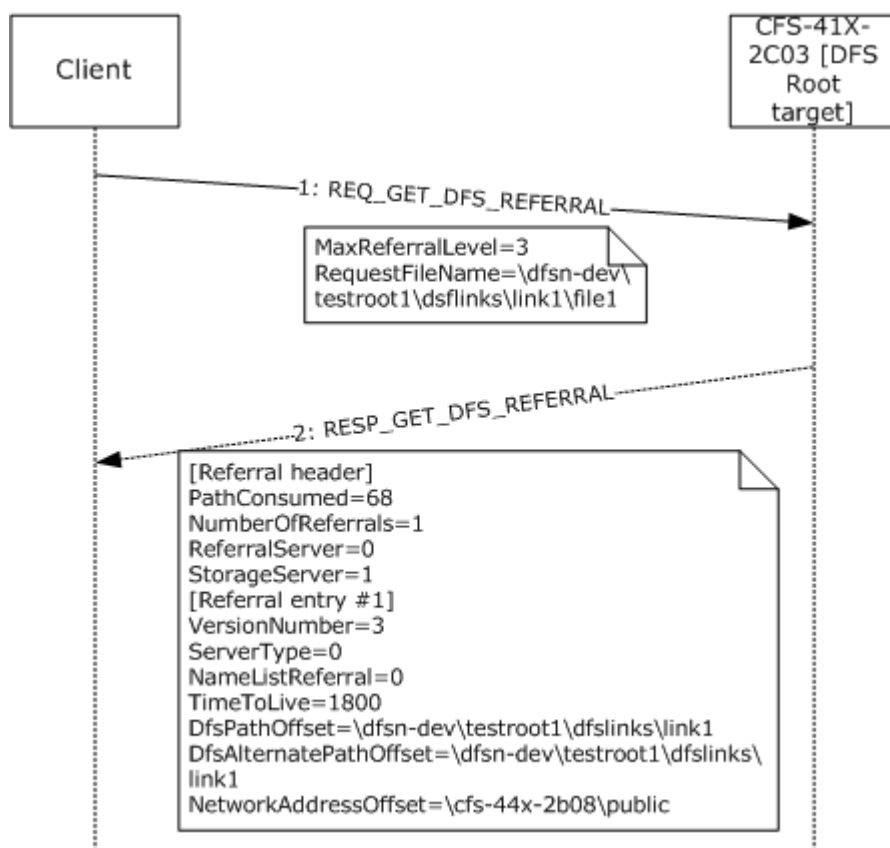 Client
CFS-41X-
2C03 [DFS
Root
target]
1: REQ_GET_DFS_REFERRAL
MaxReferralLevel=3
RequestFileName=\dfsn-dev\
testroot1\dsflinks\link1\file1
2: RESP_GET_DFS_REFERRAL
[Referral header]
PathConsumed=68
NumberOfReferrals=1
ReferralServer=0
StorageServer=1
[Referral entry #1]
VersionNumber=3
ServerType=0
NameListReferral=0
TimeToLive=1800
DfsPathOffset=\dfsn-dev\testroot1\dfslinks\link1
DfsAlternatePathOffset=\dfsn-dev\testroot1\dfslinks\
link1
NetworkAddressOffset=\cfs-44x-2b08\public